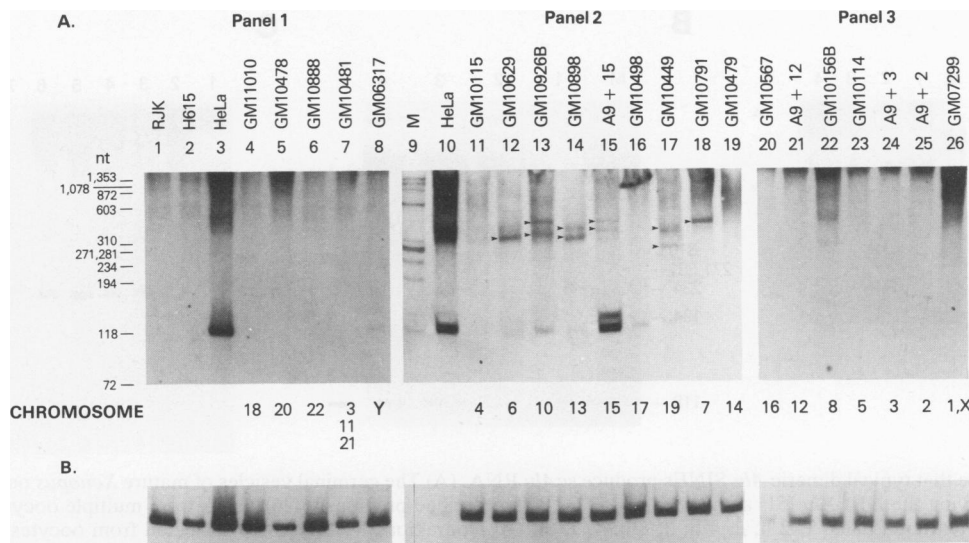 A.
Panel 1
Panel 2
Panel 3
RJK
H615
HeLa
GM11010
GM10478
GM10888
GM10481
GM06317
M
HeLa
GM10115
GM10629
GM10926B
GM10898
A9 + 15
GM10498
GM10449
GM10791
GM10479
GM10567
A9 + 12
GM10156B
GM10114
A9 + 3
A9 + 2
GM07299
nt 1 2 3 4 5 6 7 8 9 10 11 12 13 14 15 16 17 18 19 20 21 22 23 24 25 26
1,353
1,078
872
603
310
271,281
234
194
118
72
CHROMOSOME 18 20 22 3 Y 4 6 10 13 15 17 19 7 14 16 12 8 5 3 2 1,X
11
21
B.